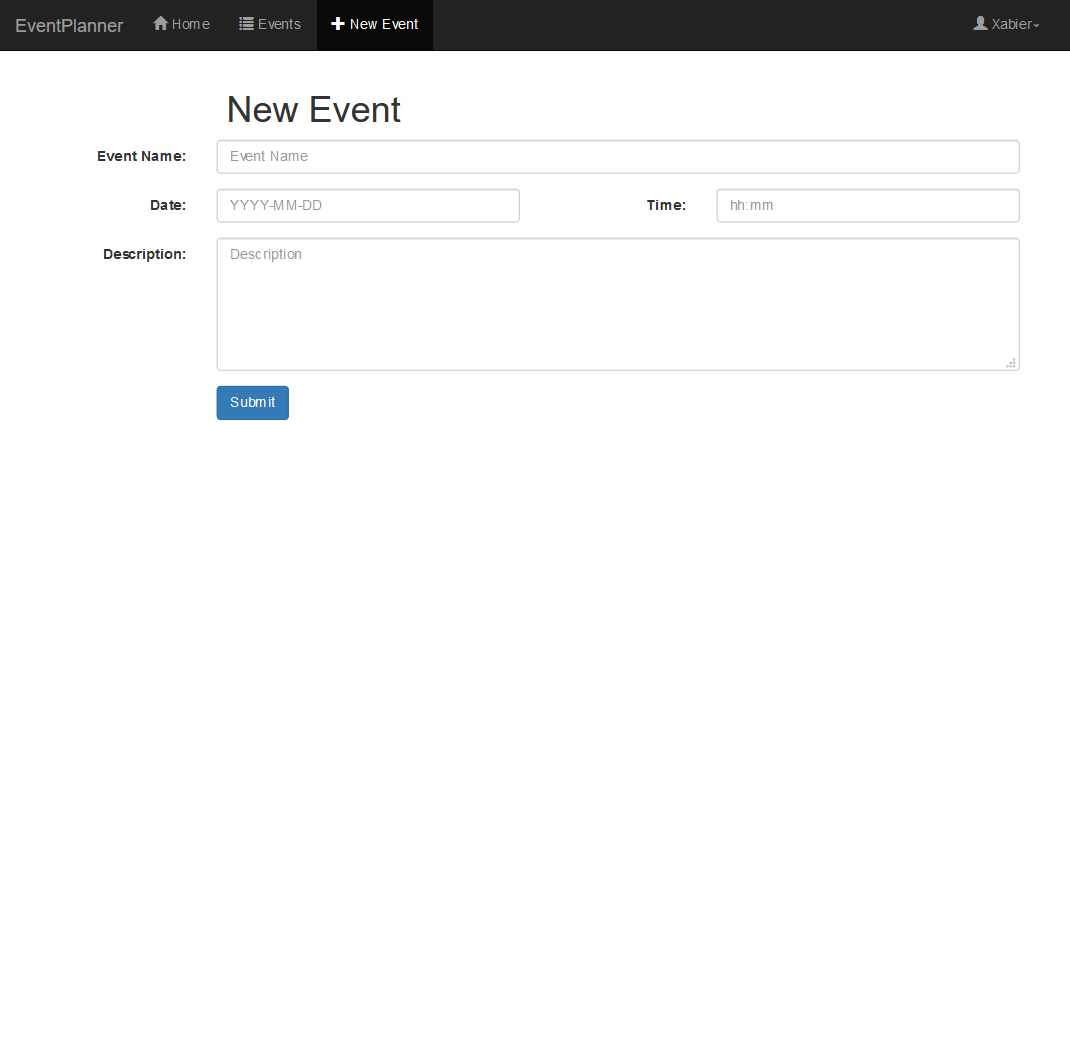 EventPlanner Home Events New Event Xabier
New Event
Event Name: Event Name
Date: YYYY-MM-DD Time: hh:mm
Description: Description
Submit